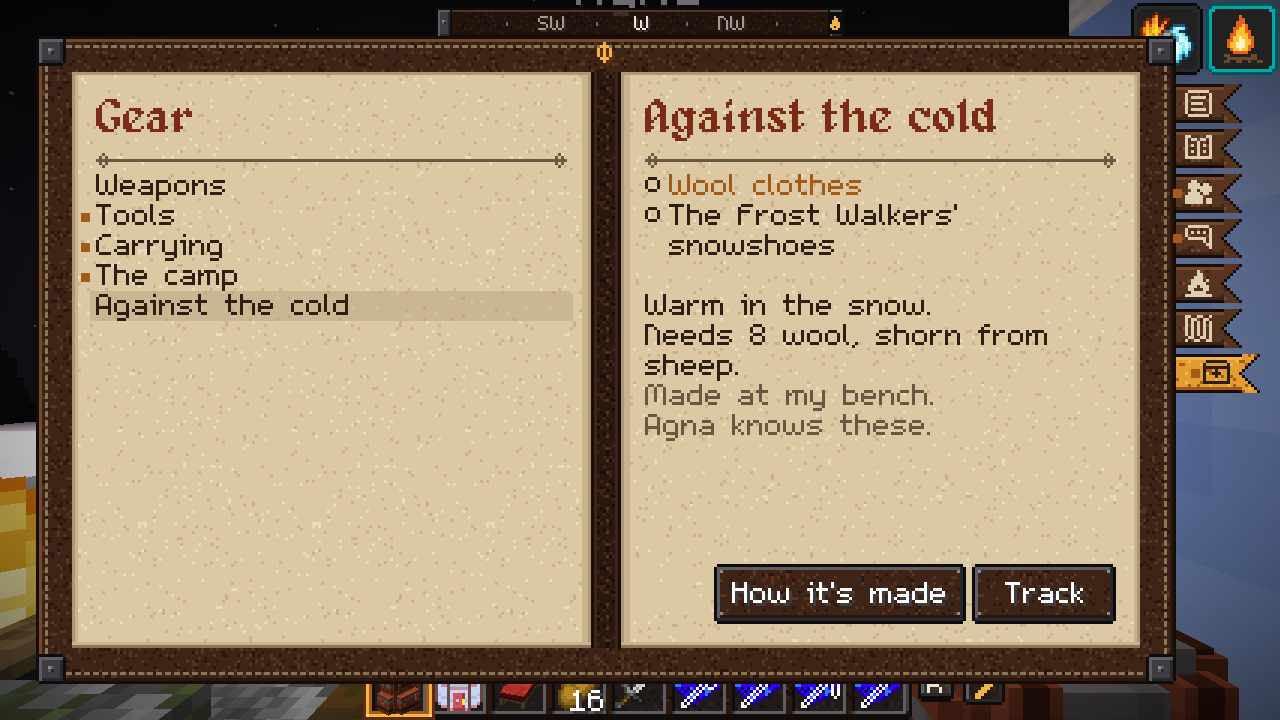 SW W NW
Gear
Weapons
Tools
Carrying
The camp
Against the cold
Against the cold
Wool clothes
The Frost Walkers'
snowshoes
Warm in the snow.
Needs 8 wool, shorn from
sheep.
Made at my bench.
Agna knows these.
How it's made
Track
16